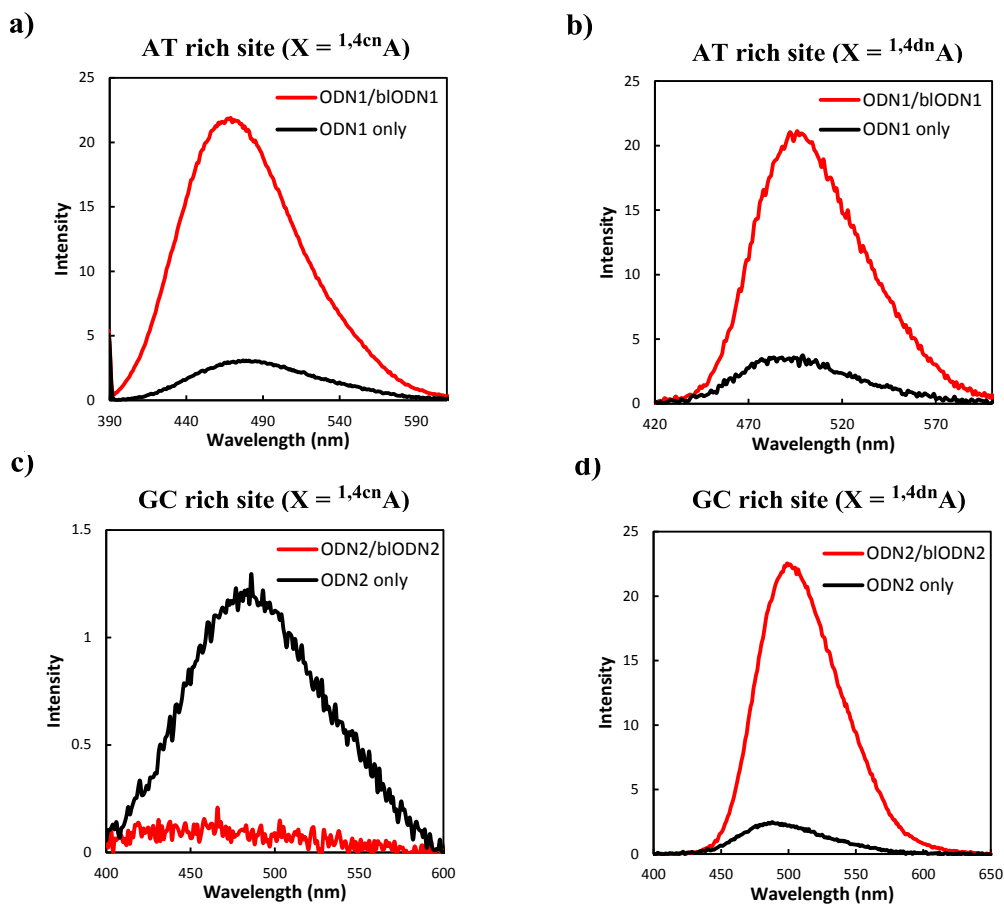 a)
AT rich site (X = 1,4cnA)
25
20
15
10
5
0
Intensity
ODN1/blODN1
ODN1 only
390 440 490 540 590
Wavelength (nm)
b)
AT rich site (X = 1,4dnA)
25
20
15
10
5
0
Intensity
ODN1/blODN1
ODN1 only
420 470 520 570
Wavelength (nm)
c)
GC rich site (X = 1,4cnA)
1.5
1
0.5
0
Intensity
ODN2/blODN2
ODN2 only
400 450 500 550 600
Wavelength (nm)
d)
GC rich site (X = 1,4dnA)
25
20
15
10
5
0
Intensity
ODN2/blODN2
ODN2 only
400 450 500 550 600 650
Wavelength (nm)